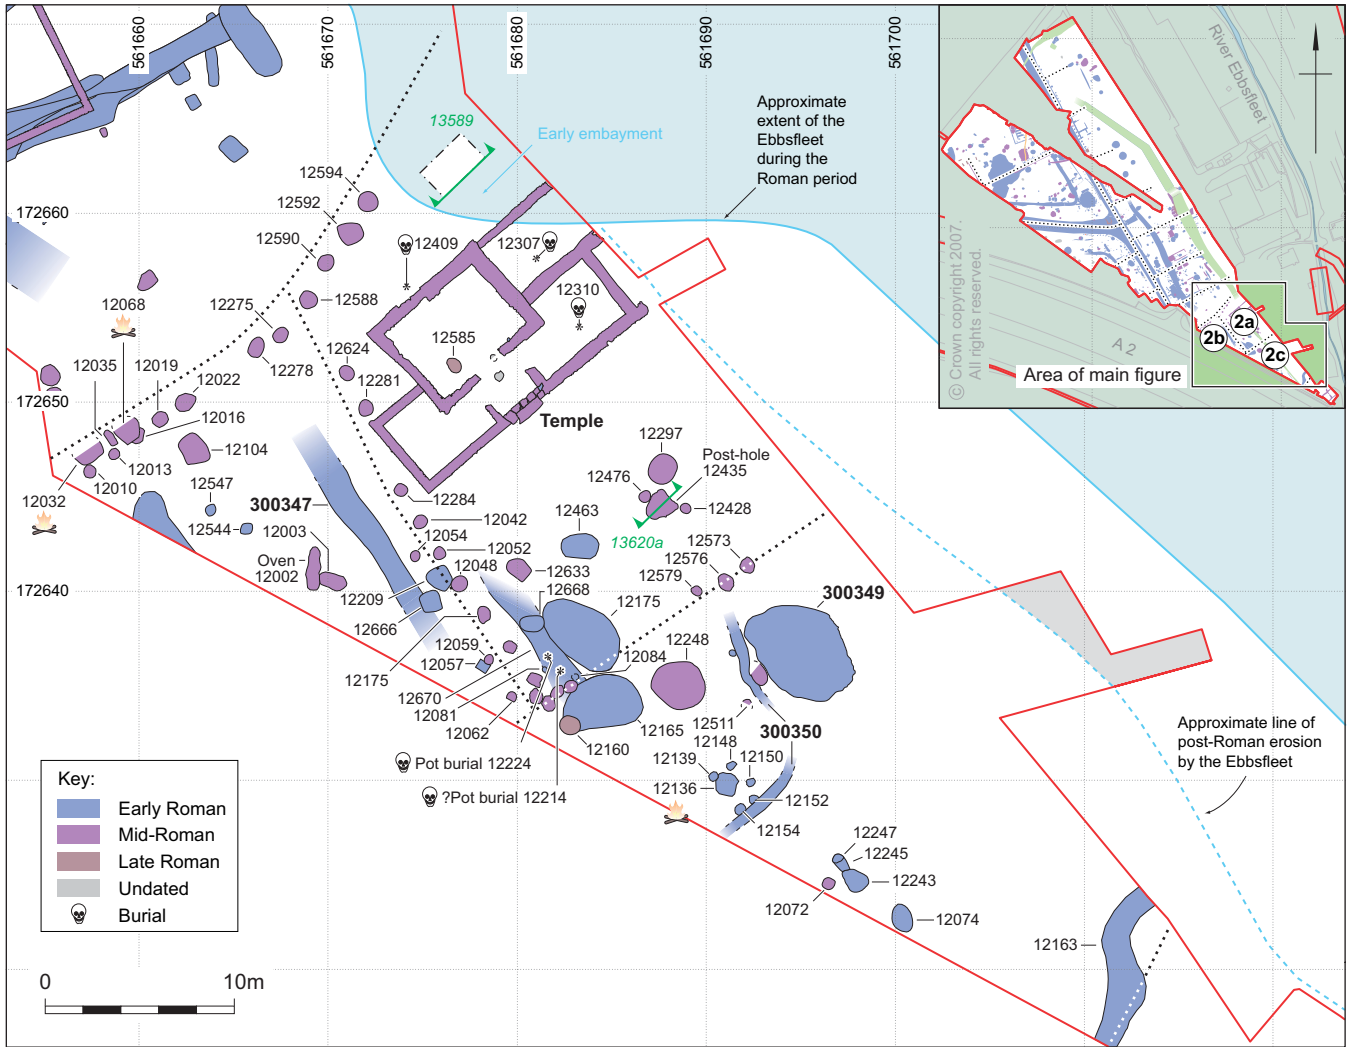 561660
561670
561680
561690
561700
172660
172650
172640
13589
Early embayment
Approximate
extent of the
Ebbsfleet
during the
Roman period
River Ebbsfleet
A 2
2a
2b
2c
Area of main figure
© Crown copyright 2007.
All rights reserved.
12594
12592
12590
12588
12409
12307
12310
12068
12275
12585
12624
12278
12281
12035
12019
12022
12016
12104
12013
12010
12032
Temple
12547
300347
12544
12003
Oven
12002
12284
12042
12054
12052
12048
12463
12633
12668
12297
Post-hole
12435
12476
12428
13620a
12573
12576
12579
12209
12666
12175
12175
12059
12057
12670
12081
12062
12084
12248
300349
12165
12160
12511
300350
12148
12139
12150
12136
12152
12154
Pot burial 12224
?Pot burial 12214
12247
12245
12243
12072
12074
12163
Approximate line of
post-Roman erosion
by the Ebbsfleet
Key:
Early Roman
Mid-Roman
Late Roman
Undated
Burial
0 10m